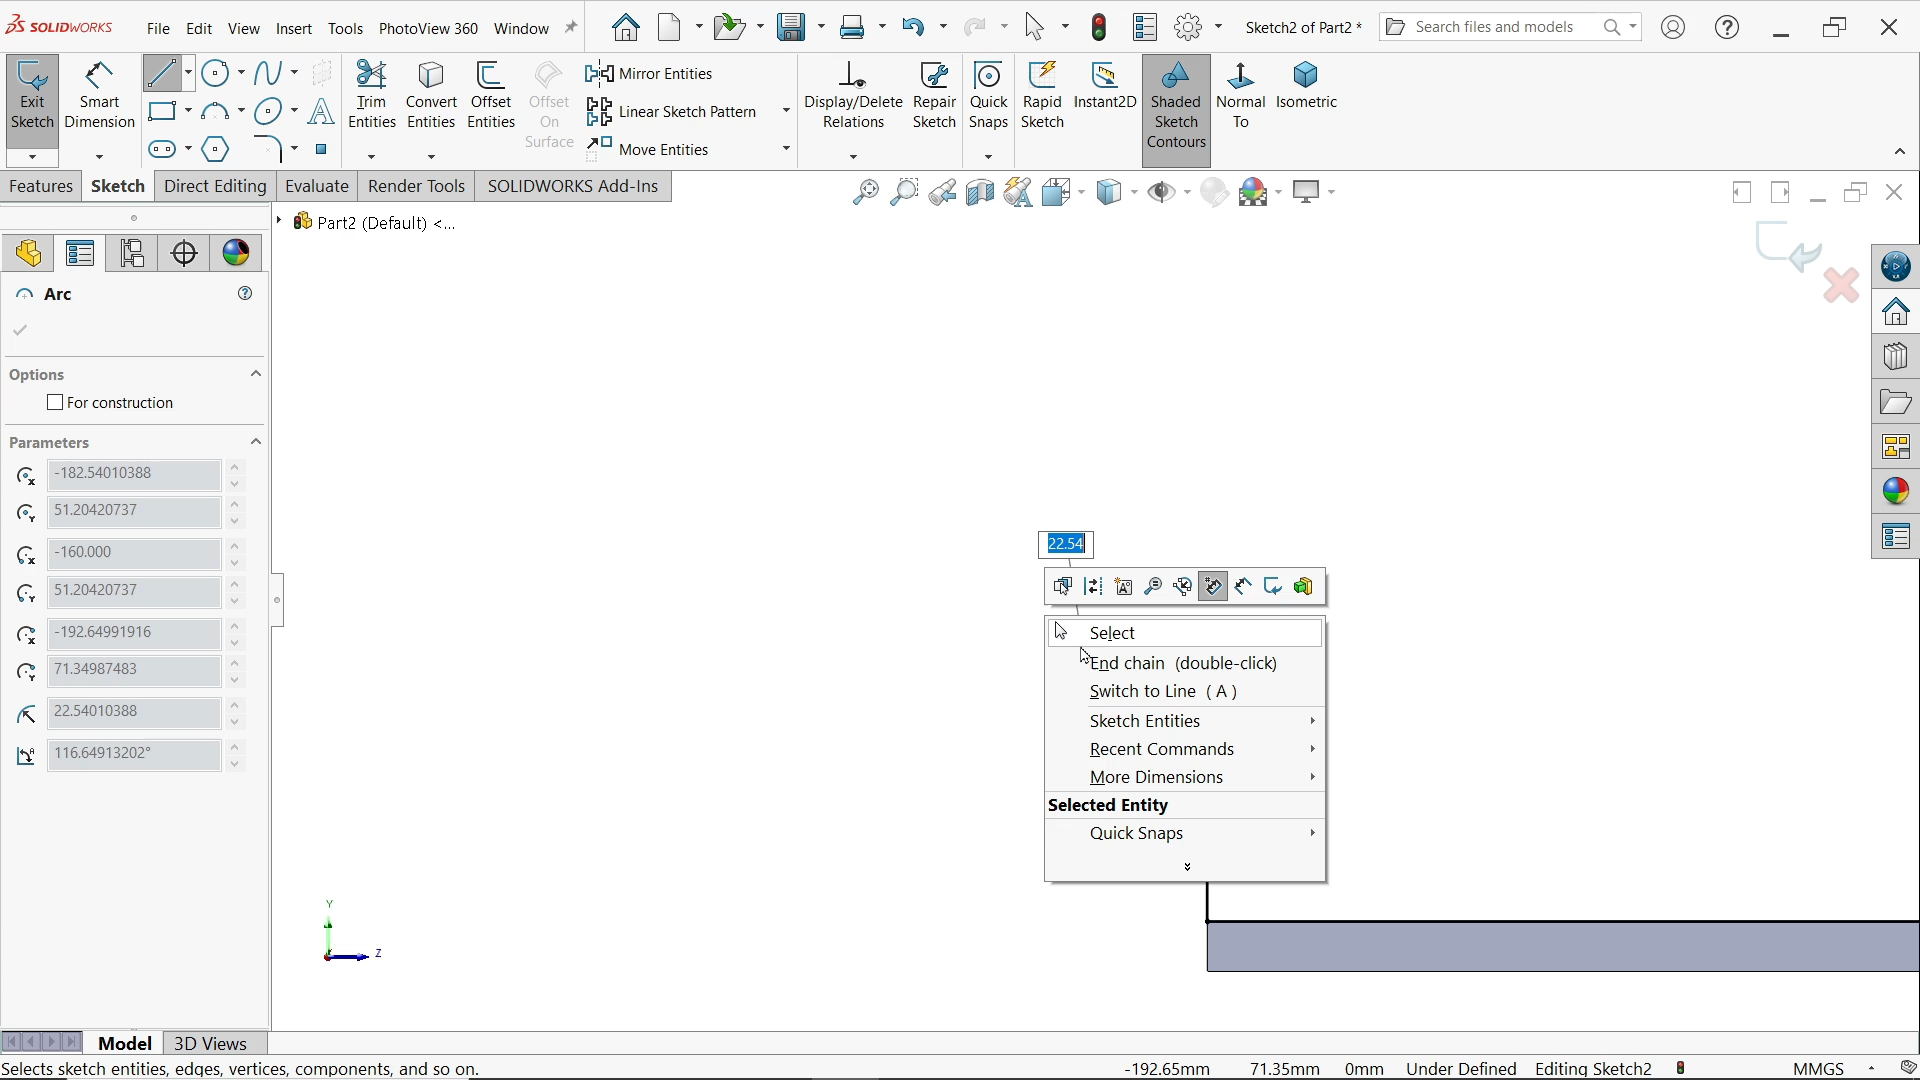 SOLIDWORKS
File Edit View Insert Tools PhotoView 360 Window
Sketch2 of Part2 *
Search files and models
Exit Sketch
Smart Dimension
Trim Entities
Convert Entities
Offset Entities
Offset On Surface
Mirror Entities
Linear Sketch Pattern
Move Entities
Display/Delete Relations
Repair Sketch
Quick Snaps
Rapid Sketch
Instant2D
Shaded Sketch Contours
Normal To
Isometric
Features Sketch Direct Editing Evaluate Render Tools SOLIDWORKS Add-Ins
Part2 (Default) <...
Arc
Options
For construction
Parameters
-182.54010388
51.20420737
-160.000
51.20420737
-192.64991916
71.34987483
22.54010388
116.64913202°
22.54
Select
End chain (double-click)
Switch to Line ( A )
Sketch Entities
Recent Commands
More Dimensions
Selected Entity
Quick Snaps
Y
Z
Model 3D Views
Selects sketch entities, edges, vertices, components, and so on.
-192.65mm 71.35mm 0mm Under Defined Editing Sketch2 MMGS